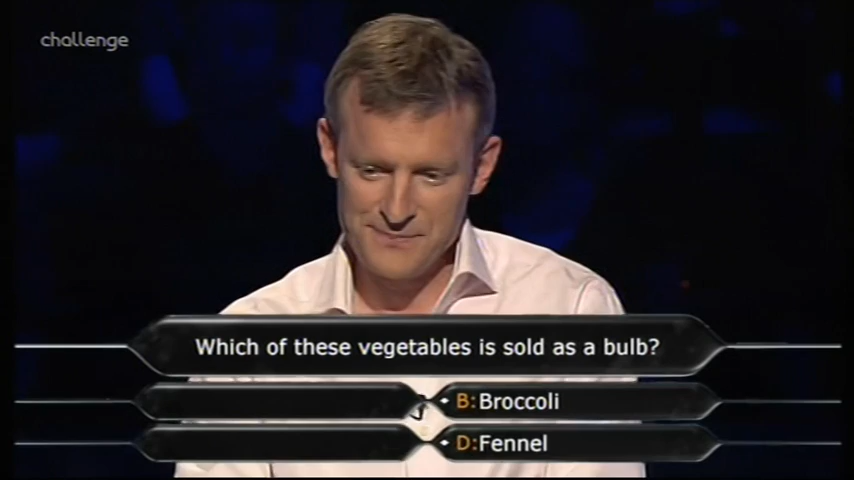 challenge
Which of these vegetables is sold as a bulb?
B: Broccoli
D: Fennel